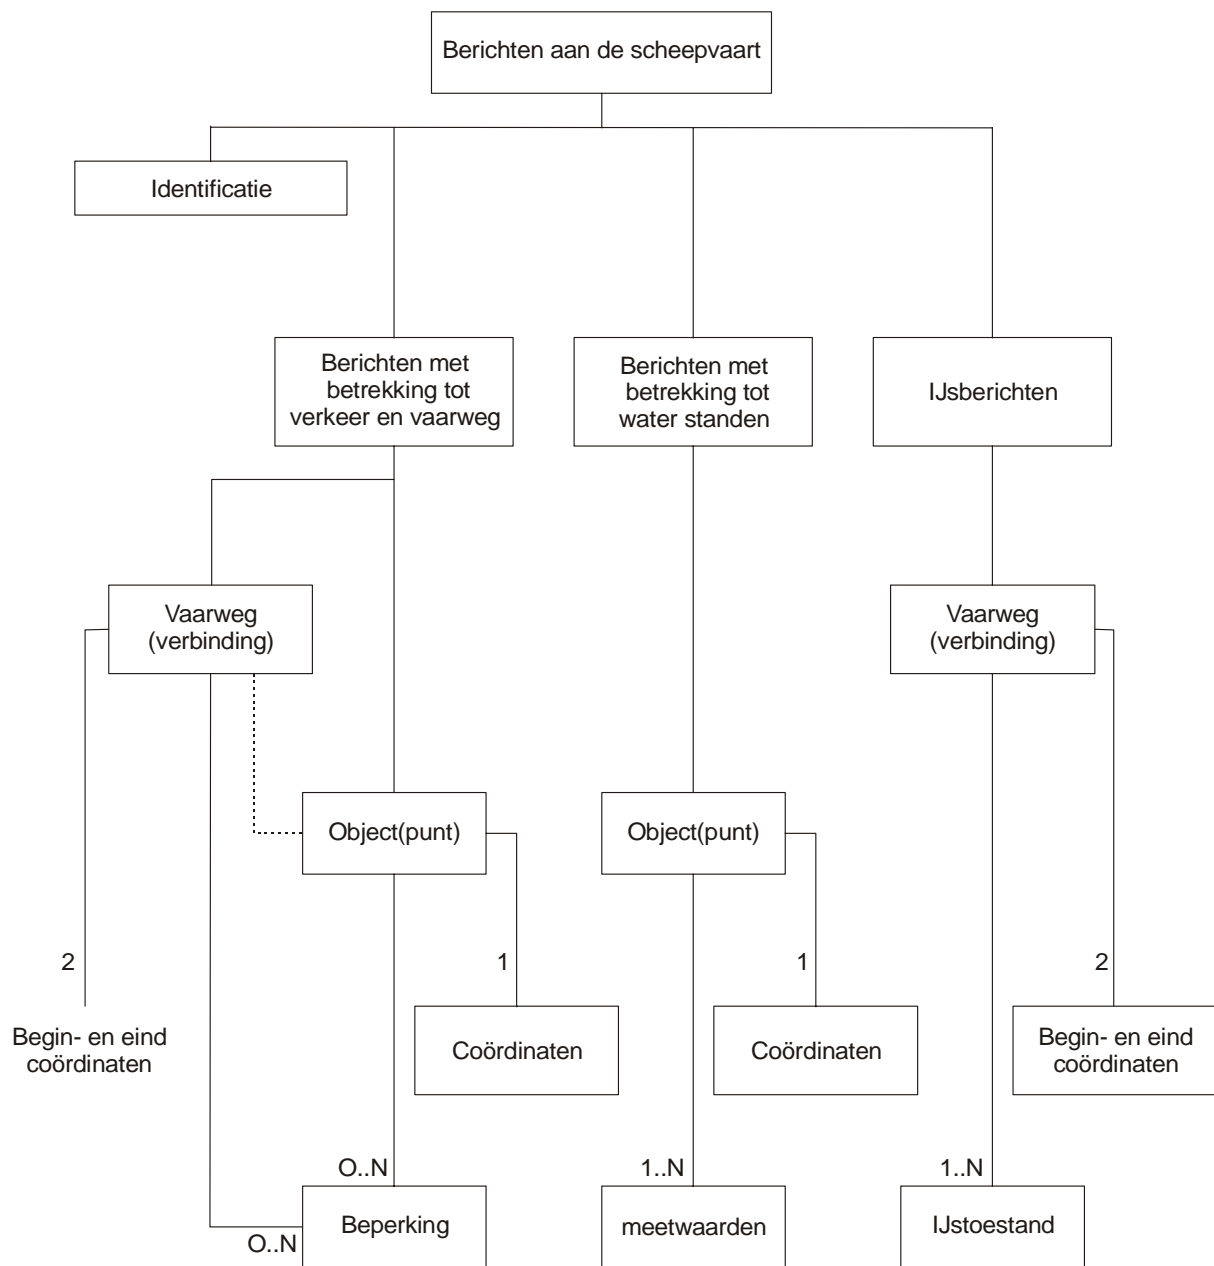 Berichten aan de scheepvaart
Identificatie
Berichten met
betrekking tot
verkeer en vaarweg
Berichten met
betrekking tot
water standen
IJsberichten
Vaarweg
(verbinding)
Vaarweg
(verbinding)
Object(punt)
Object(punt)
2
1
1
2
Begin- en eind
coördinaten
Coördinaten
Coördinaten
Begin- en eind
coördinaten
O..N
1..N
1..N
Beperking
meetwaarden
IJstoestand
O..N